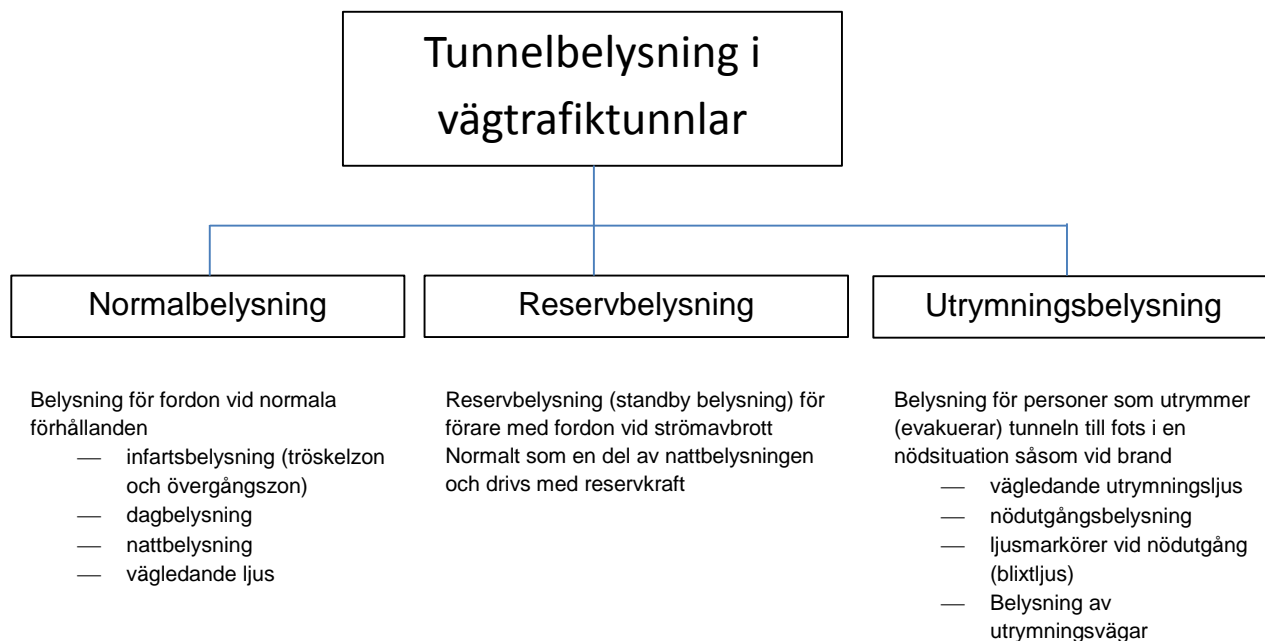 Tunnelbelysning i
vägtrafiktunnlar
Normalbelysning
Belysning för fordon vid normala
förhållanden
— infartsbelysning (tröskelzon
och övergångszon)
— dagbelysning
— nattbelysning
— vägledande ljus
Reservbelysning
Reservbelysning (standby belysning) för
förare med fordon vid strömavbrott
Normalt som en del av nattbelysningen
och drivs med reservkraft
Utrymningsbelysning
Belysning för personer som utrymmer
(evakuerar) tunneln till fots i en
nödsituation såsom vid brand
— vägledande utrymningsljus
— nödutgångsbelysning
— ljusmarkörer vid nödutgång
(blixtljus)
— Belysning av
utrymningsvägar